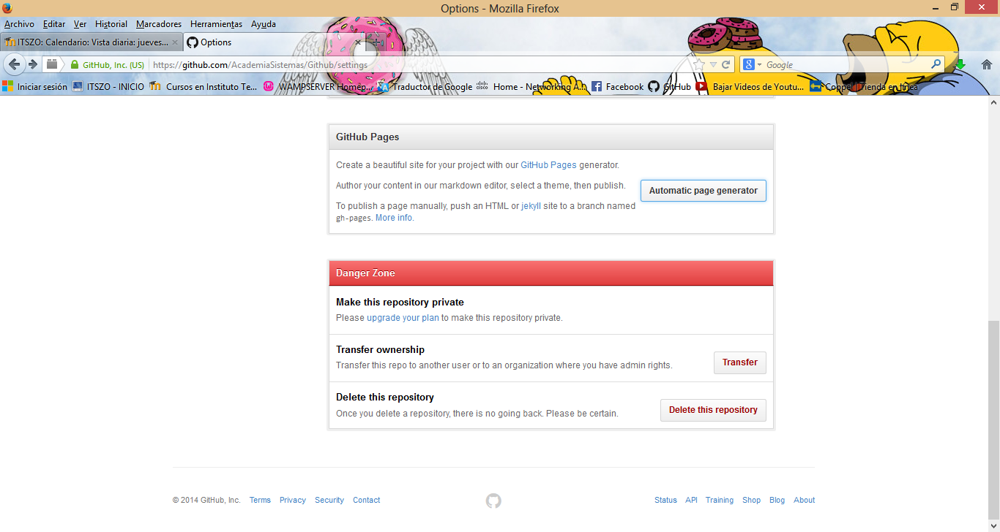 Options - Mozilla Firefox
Archivo Editar Ver Historial Marcadores Herramientas Ayuda
ITSZO: Calendario: Vista diaria: jueves... Options
GitHub, Inc. (US) https://github.com/AcademiaSistemas/Github/settings Google
Iniciar sesión ITSZO - INICIO Cursos en Instituto Te... WAMPSERVER Homep... Traductor de Google Home - Networking A... Facebook GitHub Bajar Videos de Youtu... Coppel | Tienda en línea
GitHub Pages
Create a beautiful site for your project with our GitHub Pages generator.
Author your content in our markdown editor, select a theme, then publish.
Automatic page generator
To publish a page manually, push an HTML or jekyll site to a branch named
gh-pages. More info.
Danger Zone
Make this repository private
Please upgrade your plan to make this repository private.
Transfer ownership
Transfer this repo to another user or to an organization where you have admin rights.
Transfer
Delete this repository
Once you delete a repository, there is no going back. Please be certain.
Delete this repository
© 2014 GitHub, Inc. Terms Privacy Security Contact Status API Training Shop Blog About